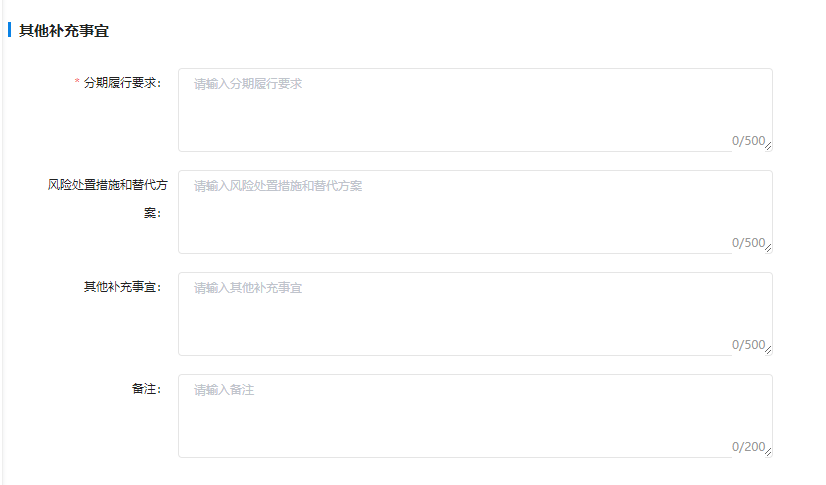 其他补充事宜
* 分期履行要求：
请输入分期履行要求
0/500
风险处置措施和替代方
案：
请输入风险处置措施和替代方案
0/500
其他补充事宜：
请输入其他补充事宜
0/500
备注：
请输入备注
0/200